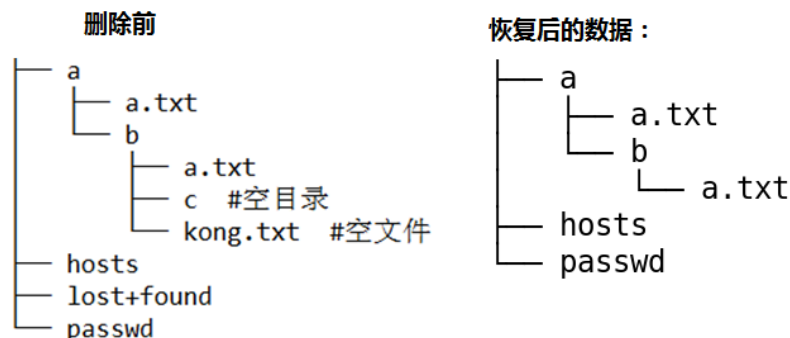 删除前
a
a.txt
b
a.txt
c #空目录
kong.txt #空文件
hosts
lost+found
passwd
恢复后的数据：
a
a.txt
b
a.txt
hosts
passwd